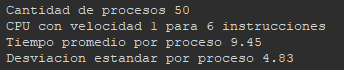 Cantidad de procesos 50
CPU con velocidad 1 para 6 instrucciones
Tiempo promedio por proceso 9.45
Desviacion estandar por proceso 4.83